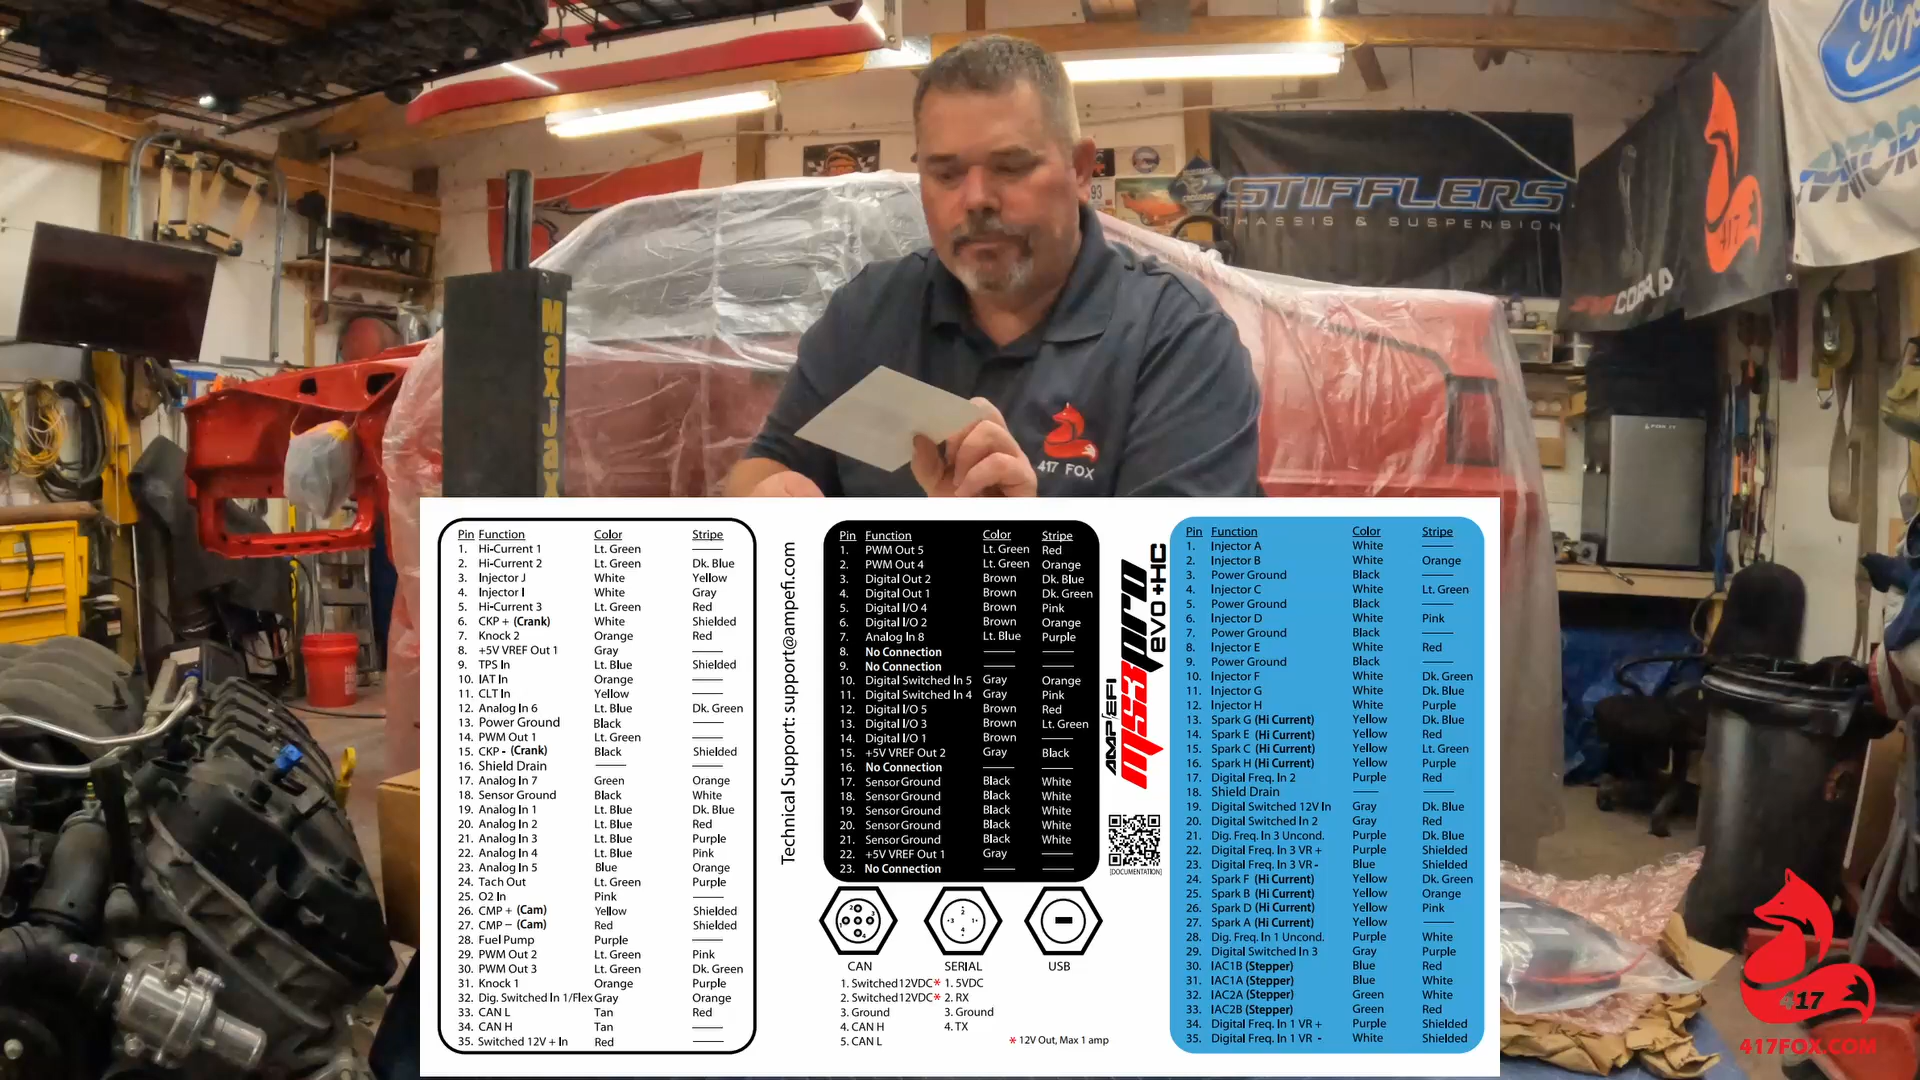 Ford
MOTOR
STIFFLERS
CHASSIS & SUSPENSION
93
417
COBRA
MaxJax
417 FOX
Pin Function Color Stripe
1. Hi-Current 1 Lt. Green
2. Hi-Current 2 Lt. Green Dk. Blue
3. Injector J White Yellow
4. Injector I White Gray
5. Hi-Current 3 Lt. Green Red
6. CKP + (Crank) White Shielded
7. Knock 2 Orange Red
8. +5V VREF Out 1 Gray
9. TPS In Lt. Blue Shielded
10. IAT In Orange
11. CLT In Yellow
12. Analog In 6 Lt. Blue Dk. Green
13. Power Ground Black
14. PWM Out 1 Lt. Green
15. CKP - (Crank) Black Shielded
16. Shield Drain
17. Analog In 7 Green Orange
18. Sensor Ground Black White
19. Analog In 1 Lt. Blue Dk. Blue
20. Analog In 2 Lt. Blue Red
21. Analog In 3 Lt. Blue Purple
22. Analog In 4 Lt. Blue Pink
23. Analog In 5 Blue Orange
24. Tach Out Lt. Green Purple
25. O2 In Pink
26. CMP + (Cam) Yellow Shielded
27. CMP – (Cam) Red Shielded
28. Fuel Pump Purple
29. PWM Out 2 Lt. Green Pink
30. PWM Out 3 Lt. Green Dk. Green
31. Knock 1 Orange Purple
32. Dig. Switched In 1/Flex Gray Orange
33. CAN L Tan Red
34. CAN H Tan
35. Switched 12V + In Red
Technical Support: support@ampefi.com
Pin Function Color Stripe
1. PWM Out 5 Lt. Green Red
2. PWM Out 4 Lt. Green Orange
3. Digital Out 2 Brown Dk. Blue
4. Digital Out 1 Brown Dk. Green
5. Digital I/O 4 Brown Pink
6. Digital I/O 2 Brown Orange
7. Analog In 8 Lt. Blue Purple
8. No Connection
9. No Connection
10. Digital Switched In 5 Gray Orange
11. Digital Switched In 4 Gray Pink
12. Digital I/O 5 Brown Red
13. Digital I/O 3 Brown Lt. Green
14. Digital I/O 1 Brown
15. +5V VREF Out 2 Gray Black
16. No Connection
17. Sensor Ground Black White
18. Sensor Ground Black White
19. Sensor Ground Black White
20. Sensor Ground Black White
21. Sensor Ground Black White
22. +5V VREF Out 1 Gray
23. No Connection
AMP EFI
MS3Pro
EVO +HC
[DOCUMENTATION]
CAN SERIAL USB
1. Switched12VDC* 1. 5VDC
2. Switched12VDC* 2. RX
3. Ground 3. Ground
4. CAN H 4. TX
5. CAN L
* 12V Out, Max 1 amp
Pin Function Color Stripe
1. Injector A White
2. Injector B White Orange
3. Power Ground Black
4. Injector C White Lt. Green
5. Power Ground Black
6. Injector D White Pink
7. Power Ground Black
8. Injector E White Red
9. Power Ground Black
10. Injector F White Dk. Green
11. Injector G White Dk. Blue
12. Injector H White Purple
13. Spark G (Hi Current) Yellow Dk. Blue
14. Spark E (Hi Current) Yellow Red
15. Spark C (Hi Current) Yellow Lt. Green
16. Spark H (Hi Current) Yellow Purple
17. Digital Freq. In 2 Purple Red
18. Shield Drain
19. Digital Switched 12V In Gray Dk. Blue
20. Digital Switched In 2 Gray Red
21. Dig. Freq. In 3 Uncond. Purple Dk. Blue
22. Digital Freq. In 3 VR + Purple Shielded
23. Digital Freq. In 3 VR - Blue Shielded
24. Spark F (Hi Current) Yellow Dk. Green
25. Spark B (Hi Current) Yellow Orange
26. Spark D (Hi Current) Yellow Pink
27. Spark A (Hi Current) Yellow
28. Dig. Freq. In 1 Uncond. Purple White
29. Digital Switched In 3 Gray Purple
30. IAC1B (Stepper) Blue Red
31. IAC1A (Stepper) Blue White
32. IAC2A (Stepper) Green White
33. IAC2B (Stepper) Green Red
34. Digital Freq. In 1 VR + Purple Shielded
35. Digital Freq. In 1 VR - White Shielded
417
417FOX.COM